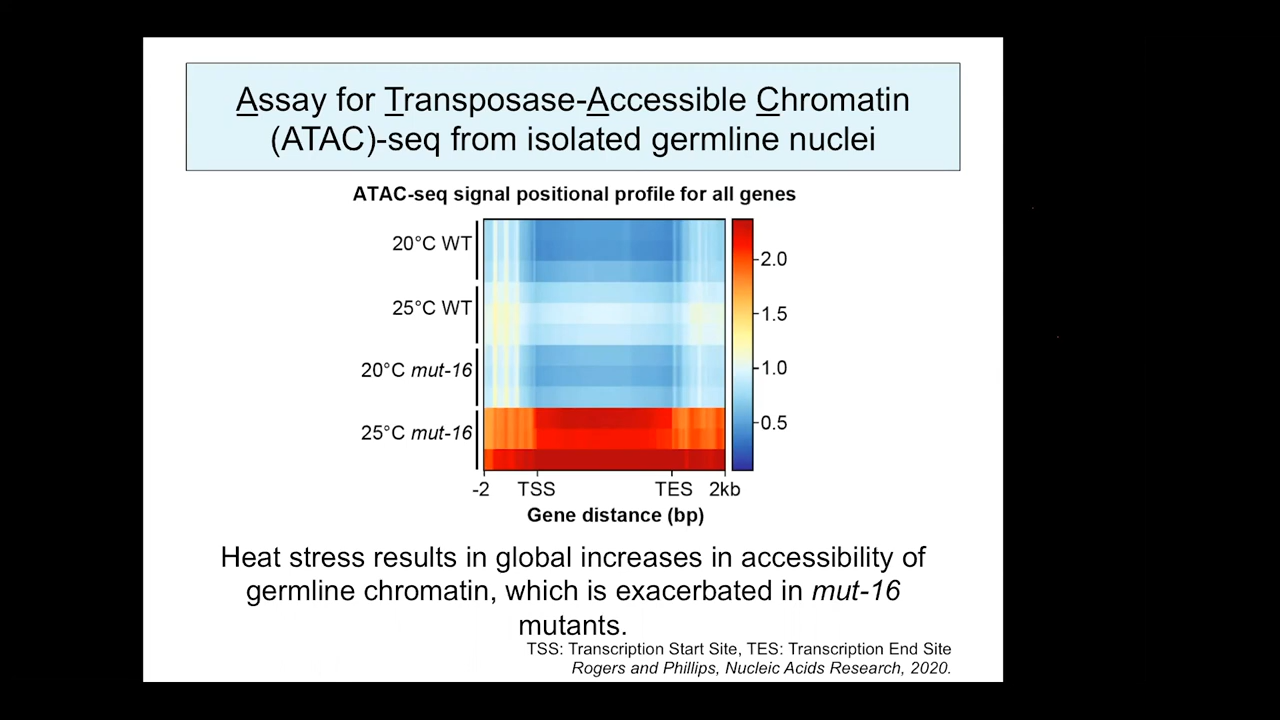 Assay for Transposase-Accessible Chromatin
(ATAC)-seq from isolated germline nuclei
ATAC-seq signal positional profile for all genes
20°C WT
25°C WT
20°C mut-16
25°C mut-16
2.0
1.5
1.0
0.5
-2 TSS TES 2kb
Gene distance (bp)
Heat stress results in global increases in accessibility of
germline chromatin, which is exacerbated in mut-16
mutants.
TSS: Transcription Start Site, TES: Transcription End Site
Rogers and Phillips, Nucleic Acids Research, 2020.